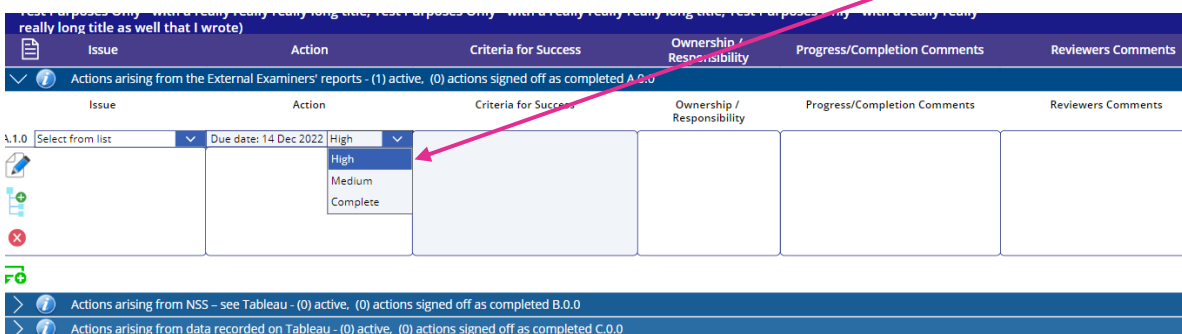 really long title as well that I wrote)
Issue Action Criteria for Success Ownership / Responsibility Progress/Completion Comments Reviewers Comments
Actions arising from the External Examiners' reports - (1) active, (0) actions signed off as completed A.0.0
Issue Action Criteria for Success Ownership / Responsibility Progress/Completion Comments Reviewers Comments
A.1.0 Select from list Due date: 14 Dec 2022 High
High
Medium
Complete
Actions arising from NSS – see Tableau - (0) active, (0) actions signed off as completed B.0.0
Actions arising from data recorded on Tableau - (0) active, (0) actions signed off as completed C.0.0